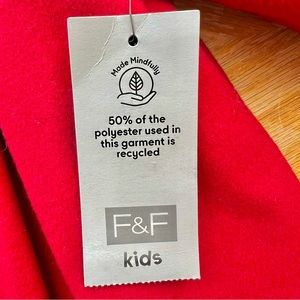 Made Mindfully
50% of the
polyester used in
this garment is
recycled
F&F
kids